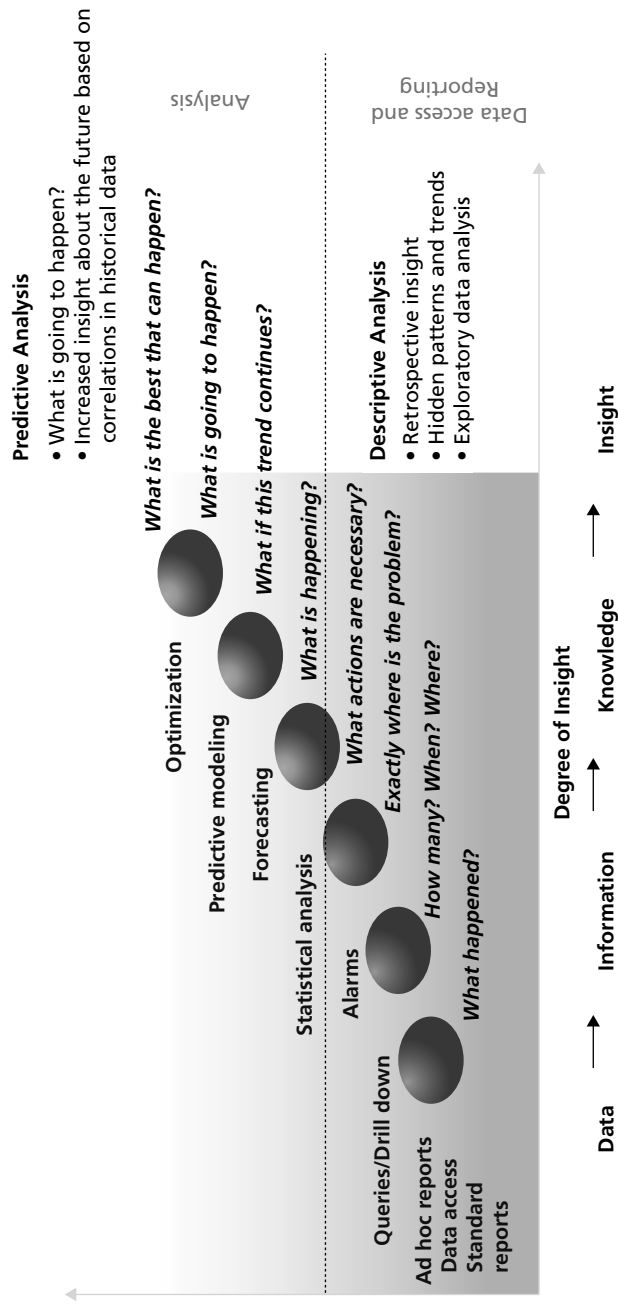 Predictive Analysis
• What is going to happen?
• Increased insight about the future based on
correlations in historical data
Analysis
Data access and
Reporting
What is the best that can happen?
What is going to happen?
What if this trend continues?
What is happening?
What actions are necessary?
Exactly where is the problem?
How many? When? Where?
What happened?
Optimization
Predictive modeling
Forecasting
Statistical analysis
Alarms
Queries/Drill down
Ad hoc reports
Data access
Standard
reports
Descriptive Analysis
• Retrospective insight
• Hidden patterns and trends
• Exploratory data analysis
Degree of Insight
Data → Information → Knowledge → Insight